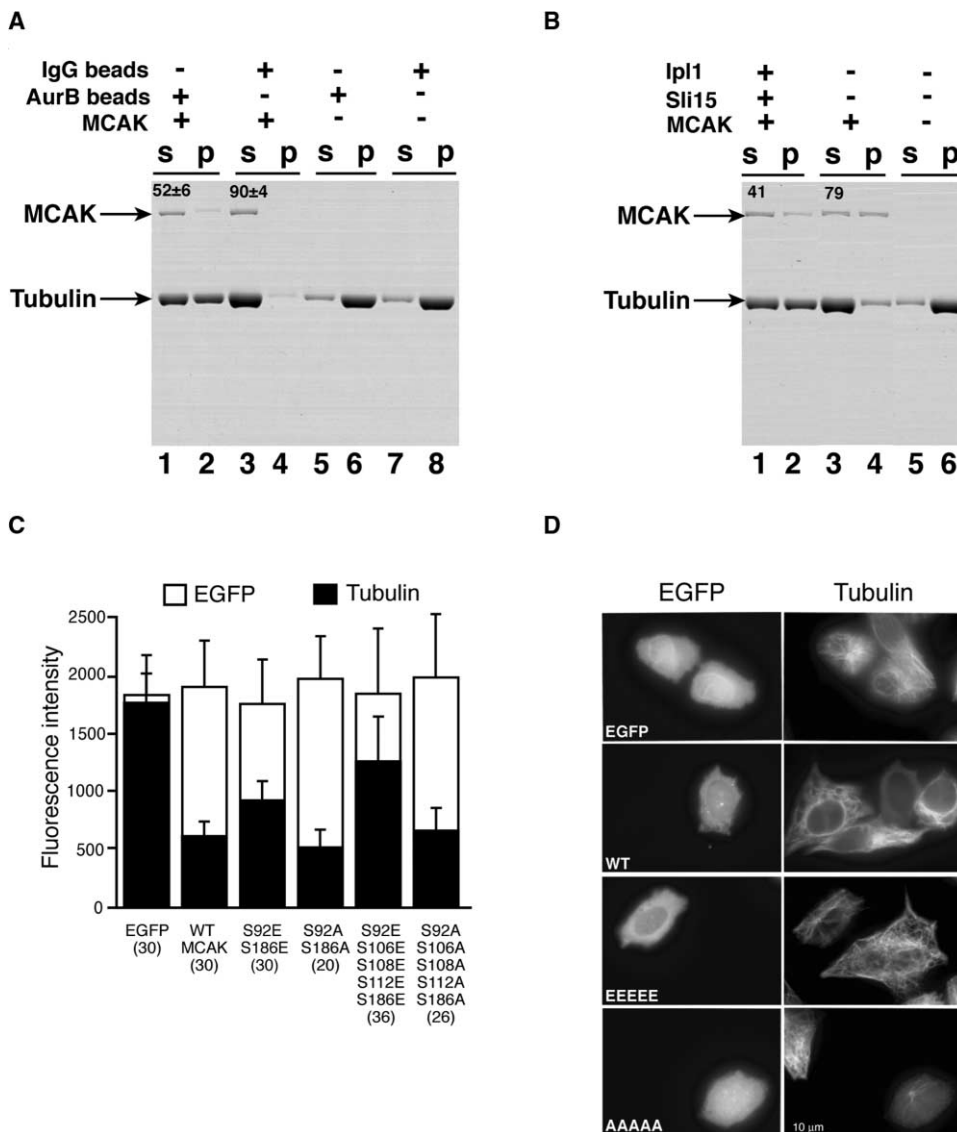 A
IgG beads - + - +
AurB beads + - + -
MCAK + + - -
s p s p s p s p
52±6 90±4
MCAK
Tubulin
1 2 3 4 5 6 7 8
B
Ipl1 + - -
Sli15 + - -
MCAK + + -
s p s p s p
41 79
MCAK
Tubulin
1 2 3 4 5 6
C
EGFP Tubulin
Fluorescence intensity
2500
2000
1500
1000
500
0
EGFP
(30)
WT
MCAK
(30)
S92E
S186E
(30)
S92A
S186A
(20)
S92E
S106E
S108E
S112E
S186E
(36)
S92A
S106A
S108A
S112A
S186A
(26)
D
EGFP Tubulin
EGFP
WT
EEEEE
AAAAA
10 µm